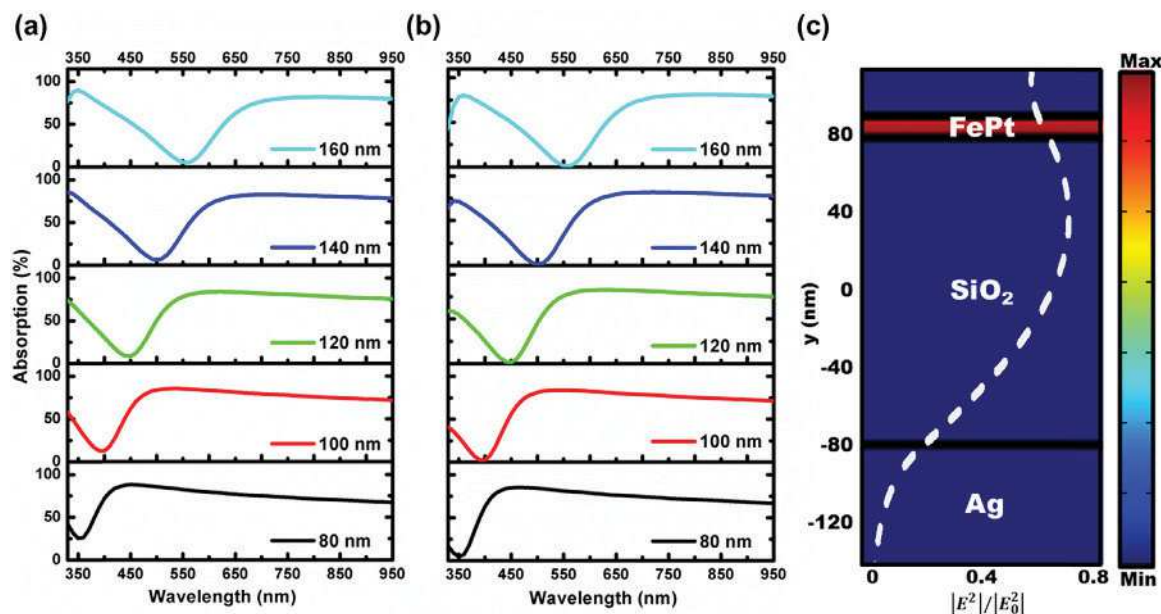 (a)
350 450 550 650 750 850 950
100
50
0
160 nm
100
50
0
140 nm
100
50
0
120 nm
100
50
0
100 nm
100
50
0
80 nm
350 450 550 650 750 850 950
Absorption (%)
Wavelength (nm)
(b)
350 450 550 650 750 850 950
160 nm
140 nm
120 nm
100 nm
80 nm
350 450 550 650 750 850 950
Wavelength (nm)
(c)
80
40
0
-40
-80
-120
y (nm)
FePt
SiO₂
Ag
0 0.4 0.8
|E²|/|E₀²|
Max
Min